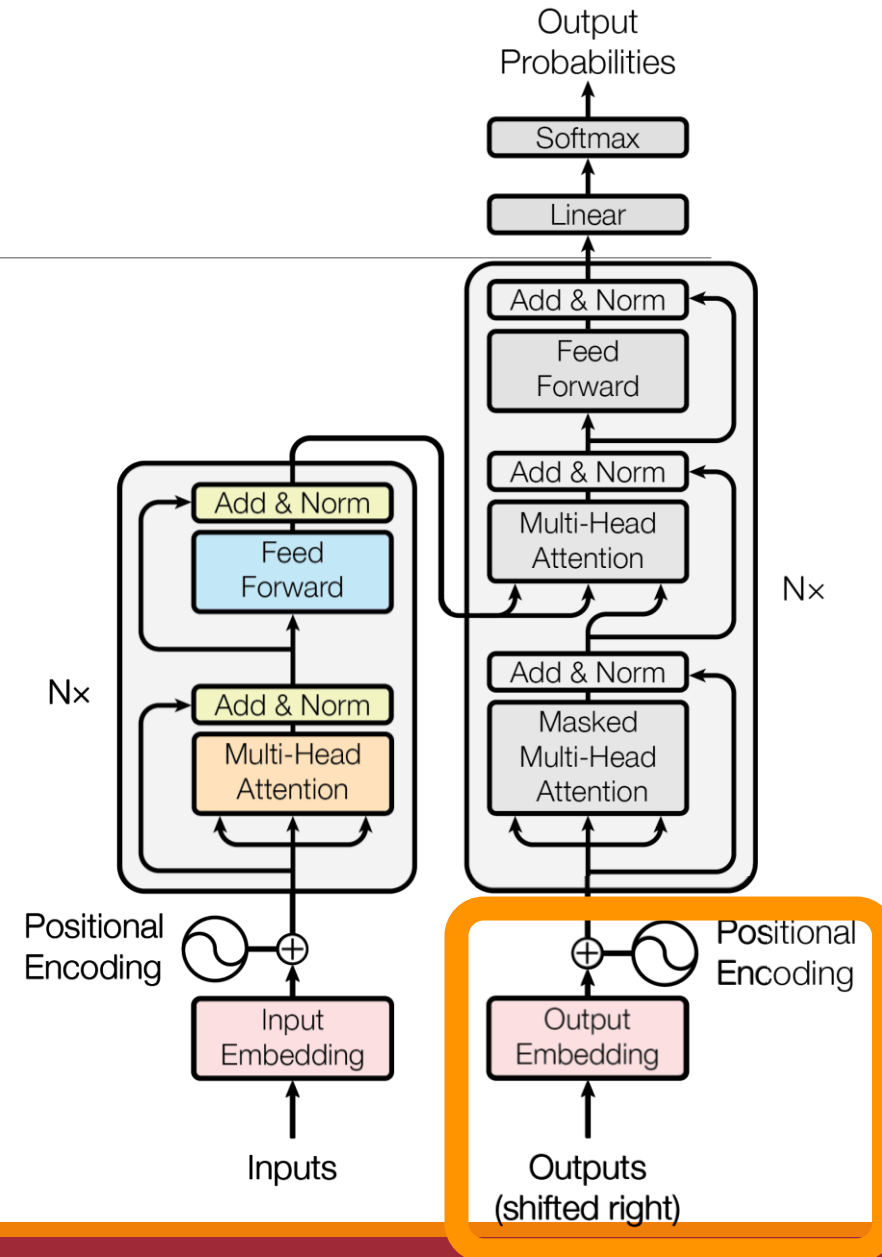 Output
Probabilities
Softmax
Linear
Add & Norm
Feed
Forward
Add & Norm
Multi-Head
Attention
Nx
Add & Norm
Masked
Multi-Head
Attention
Positional
Encoding
Output
Embedding
Outputs
(shifted right)
Add & Norm
Feed
Forward
Nx
Add & Norm
Multi-Head
Attention
Positional
Encoding
Input
Embedding
Inputs